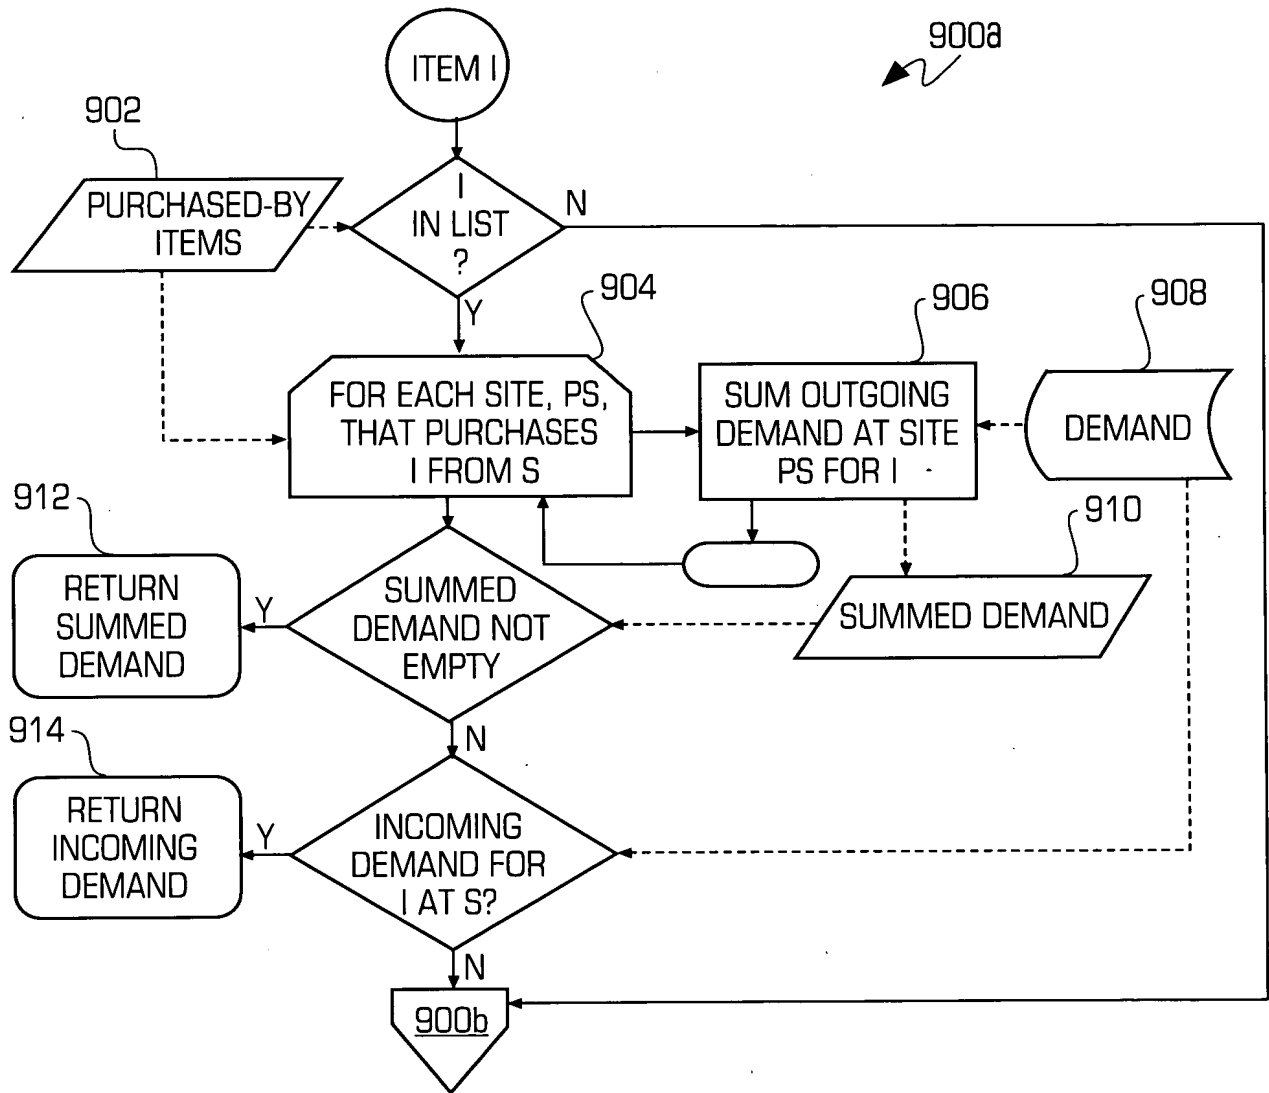 900a
ITEM I
902
PURCHASED-BY
ITEMS
I
IN LIST
?
N
Y
904
906
908
FOR EACH SITE, PS,
THAT PURCHASES
I FROM S
SUM OUTGOING
DEMAND AT SITE
PS FOR I
DEMAND
912
910
RETURN
SUMMED
DEMAND
Y
SUMMED
DEMAND NOT
EMPTY
SUMMED DEMAND
N
914
RETURN
INCOMING
DEMAND
Y
INCOMING
DEMAND FOR
I AT S?
N
900b